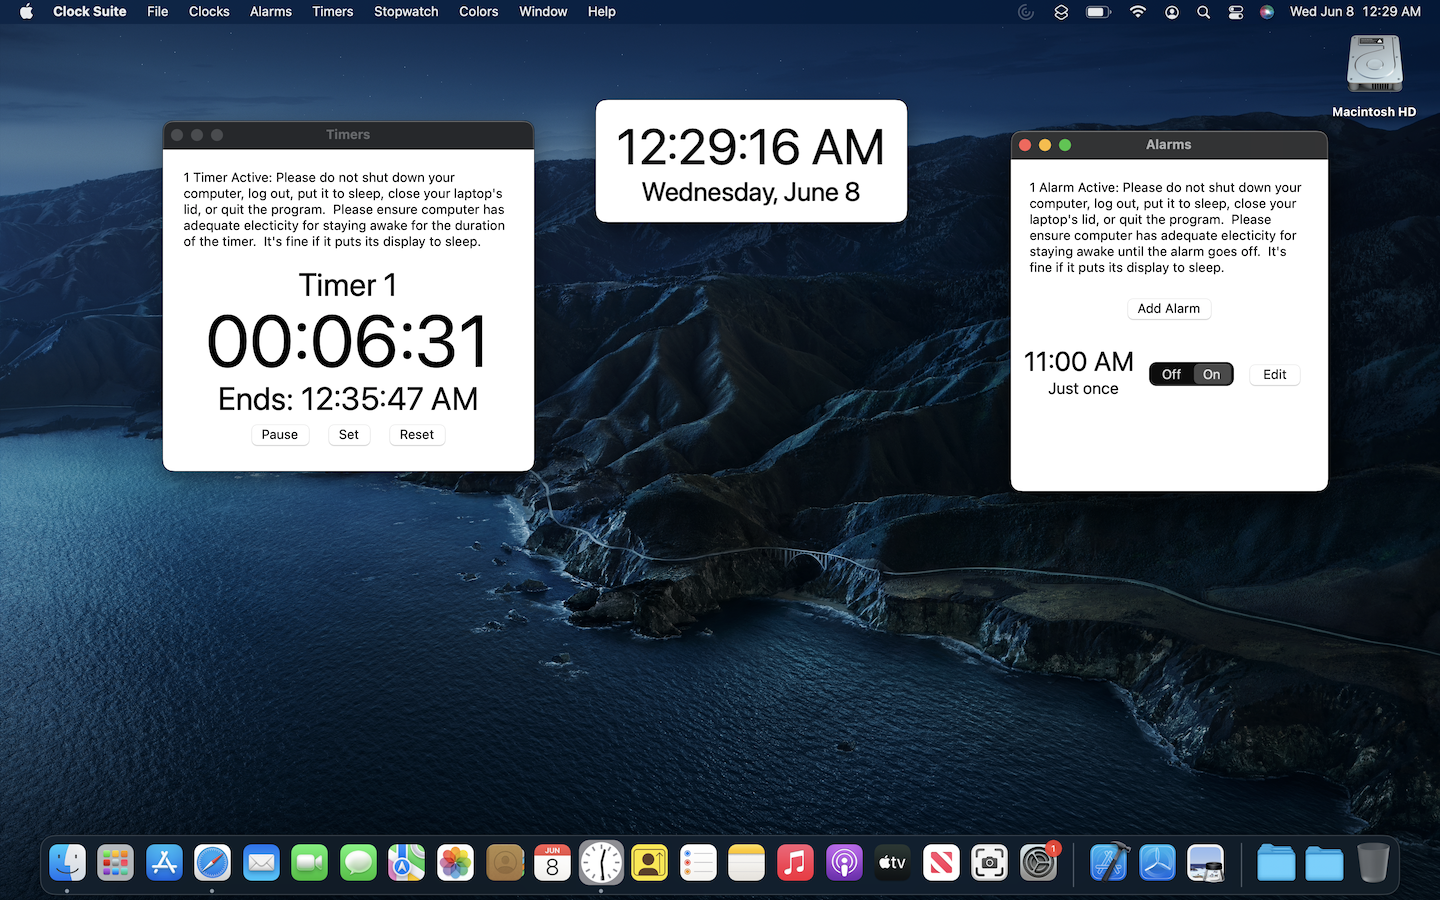 Clock Suite File Clocks Alarms Timers Stopwatch Colors Window Help Wed Jun 8 12:29 AM
Macintosh HD
Timers
1 Timer Active: Please do not shut down your
computer, log out, put it to sleep, close your laptop's
lid, or quit the program.  Please ensure computer has
adequate electicity for staying awake for the duration
of the timer.  It's fine if it puts its display to sleep.
Timer 1
00:06:31
Ends: 12:35:47 AM
Pause Set Reset
12:29:16 AM
Wednesday, June 8
Alarms
1 Alarm Active: Please do not shut down your
computer, log out, put it to sleep, close your
laptop's lid, or quit the program.  Please
ensure computer has adequate electicity for
staying awake until the alarm goes off.  It's
fine if it puts its display to sleep.
Add Alarm
11:00 AM
Just once
Off On
Edit
JUN
8
tv
1